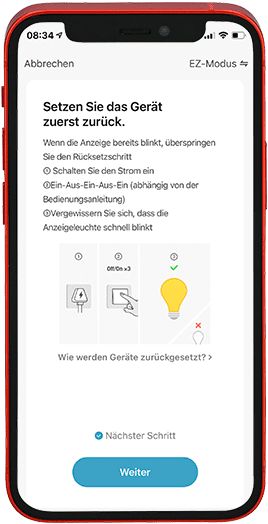 08:34
Abbrechen
EZ-Modus
Setzen Sie das Gerät
zuerst zurück.
Wenn die Anzeige bereits blinkt, überspringen
Sie den Rücksetzschritt
① Schalten Sie den Strom ein
②Ein-Aus-Ein-Aus-Ein (abhängig von der
Bedienungsanleitung)
③Vergewissern Sie sich, dass die
Anzeigeleuchte schnell blinkt
① ② ③
Off/On x3
Wie werden Geräte zurückgesetzt? >
Nächster Schritt
Weiter